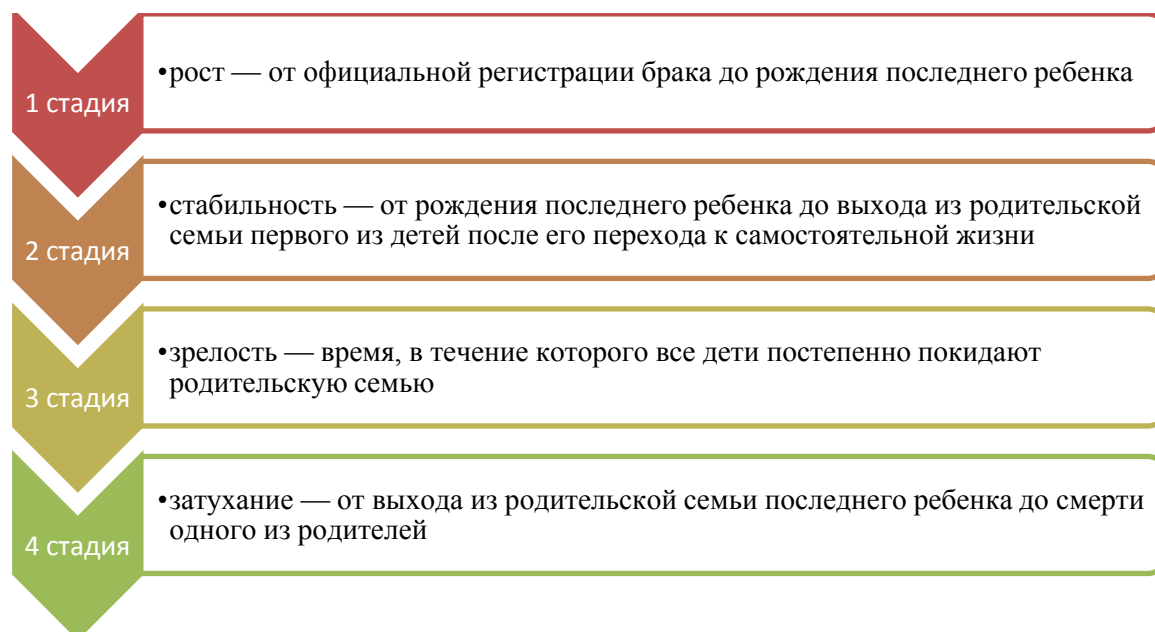 1 стадия
•рост — от официальной регистрации брака до рождения последнего ребенка
2 стадия
•стабильность — от рождения последнего ребенка до выхода из родительской
семьи первого из детей после его перехода к самостоятельной жизни
3 стадия
•зрелость — время, в течение которого все дети постепенно покидают
родительскую семью
4 стадия
•затухание — от выхода из родительской семьи последнего ребенка до смерти
одного из родителей